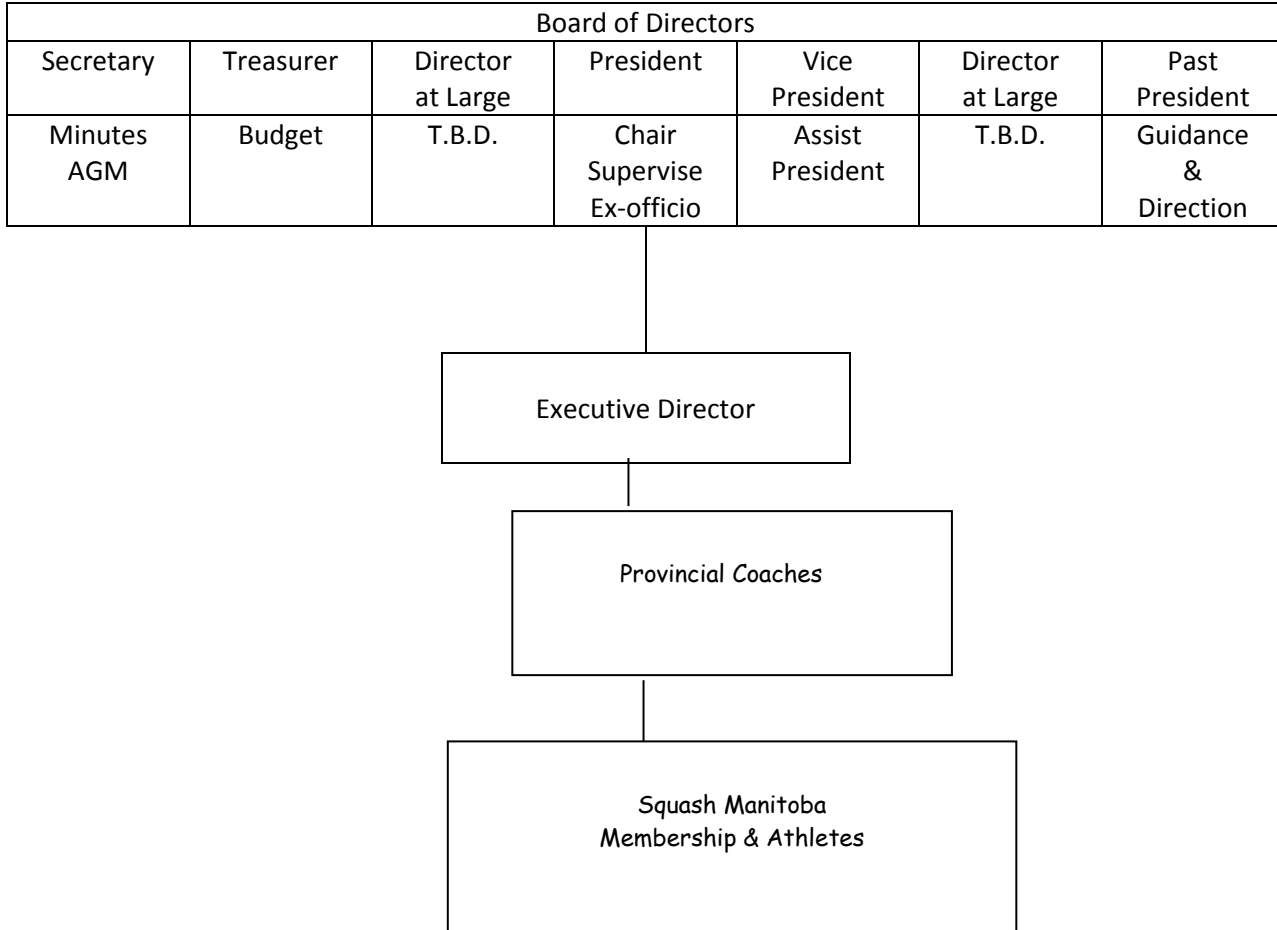 Board of Directors
Secretary Treasurer Director at Large President Vice President Director at Large Past President
Minutes AGM Budget T.B.D. Chair Supervise Ex-officio Assist President T.B.D. Guidance & Direction
Executive Director
Provincial Coaches
Squash Manitoba
Membership & Athletes